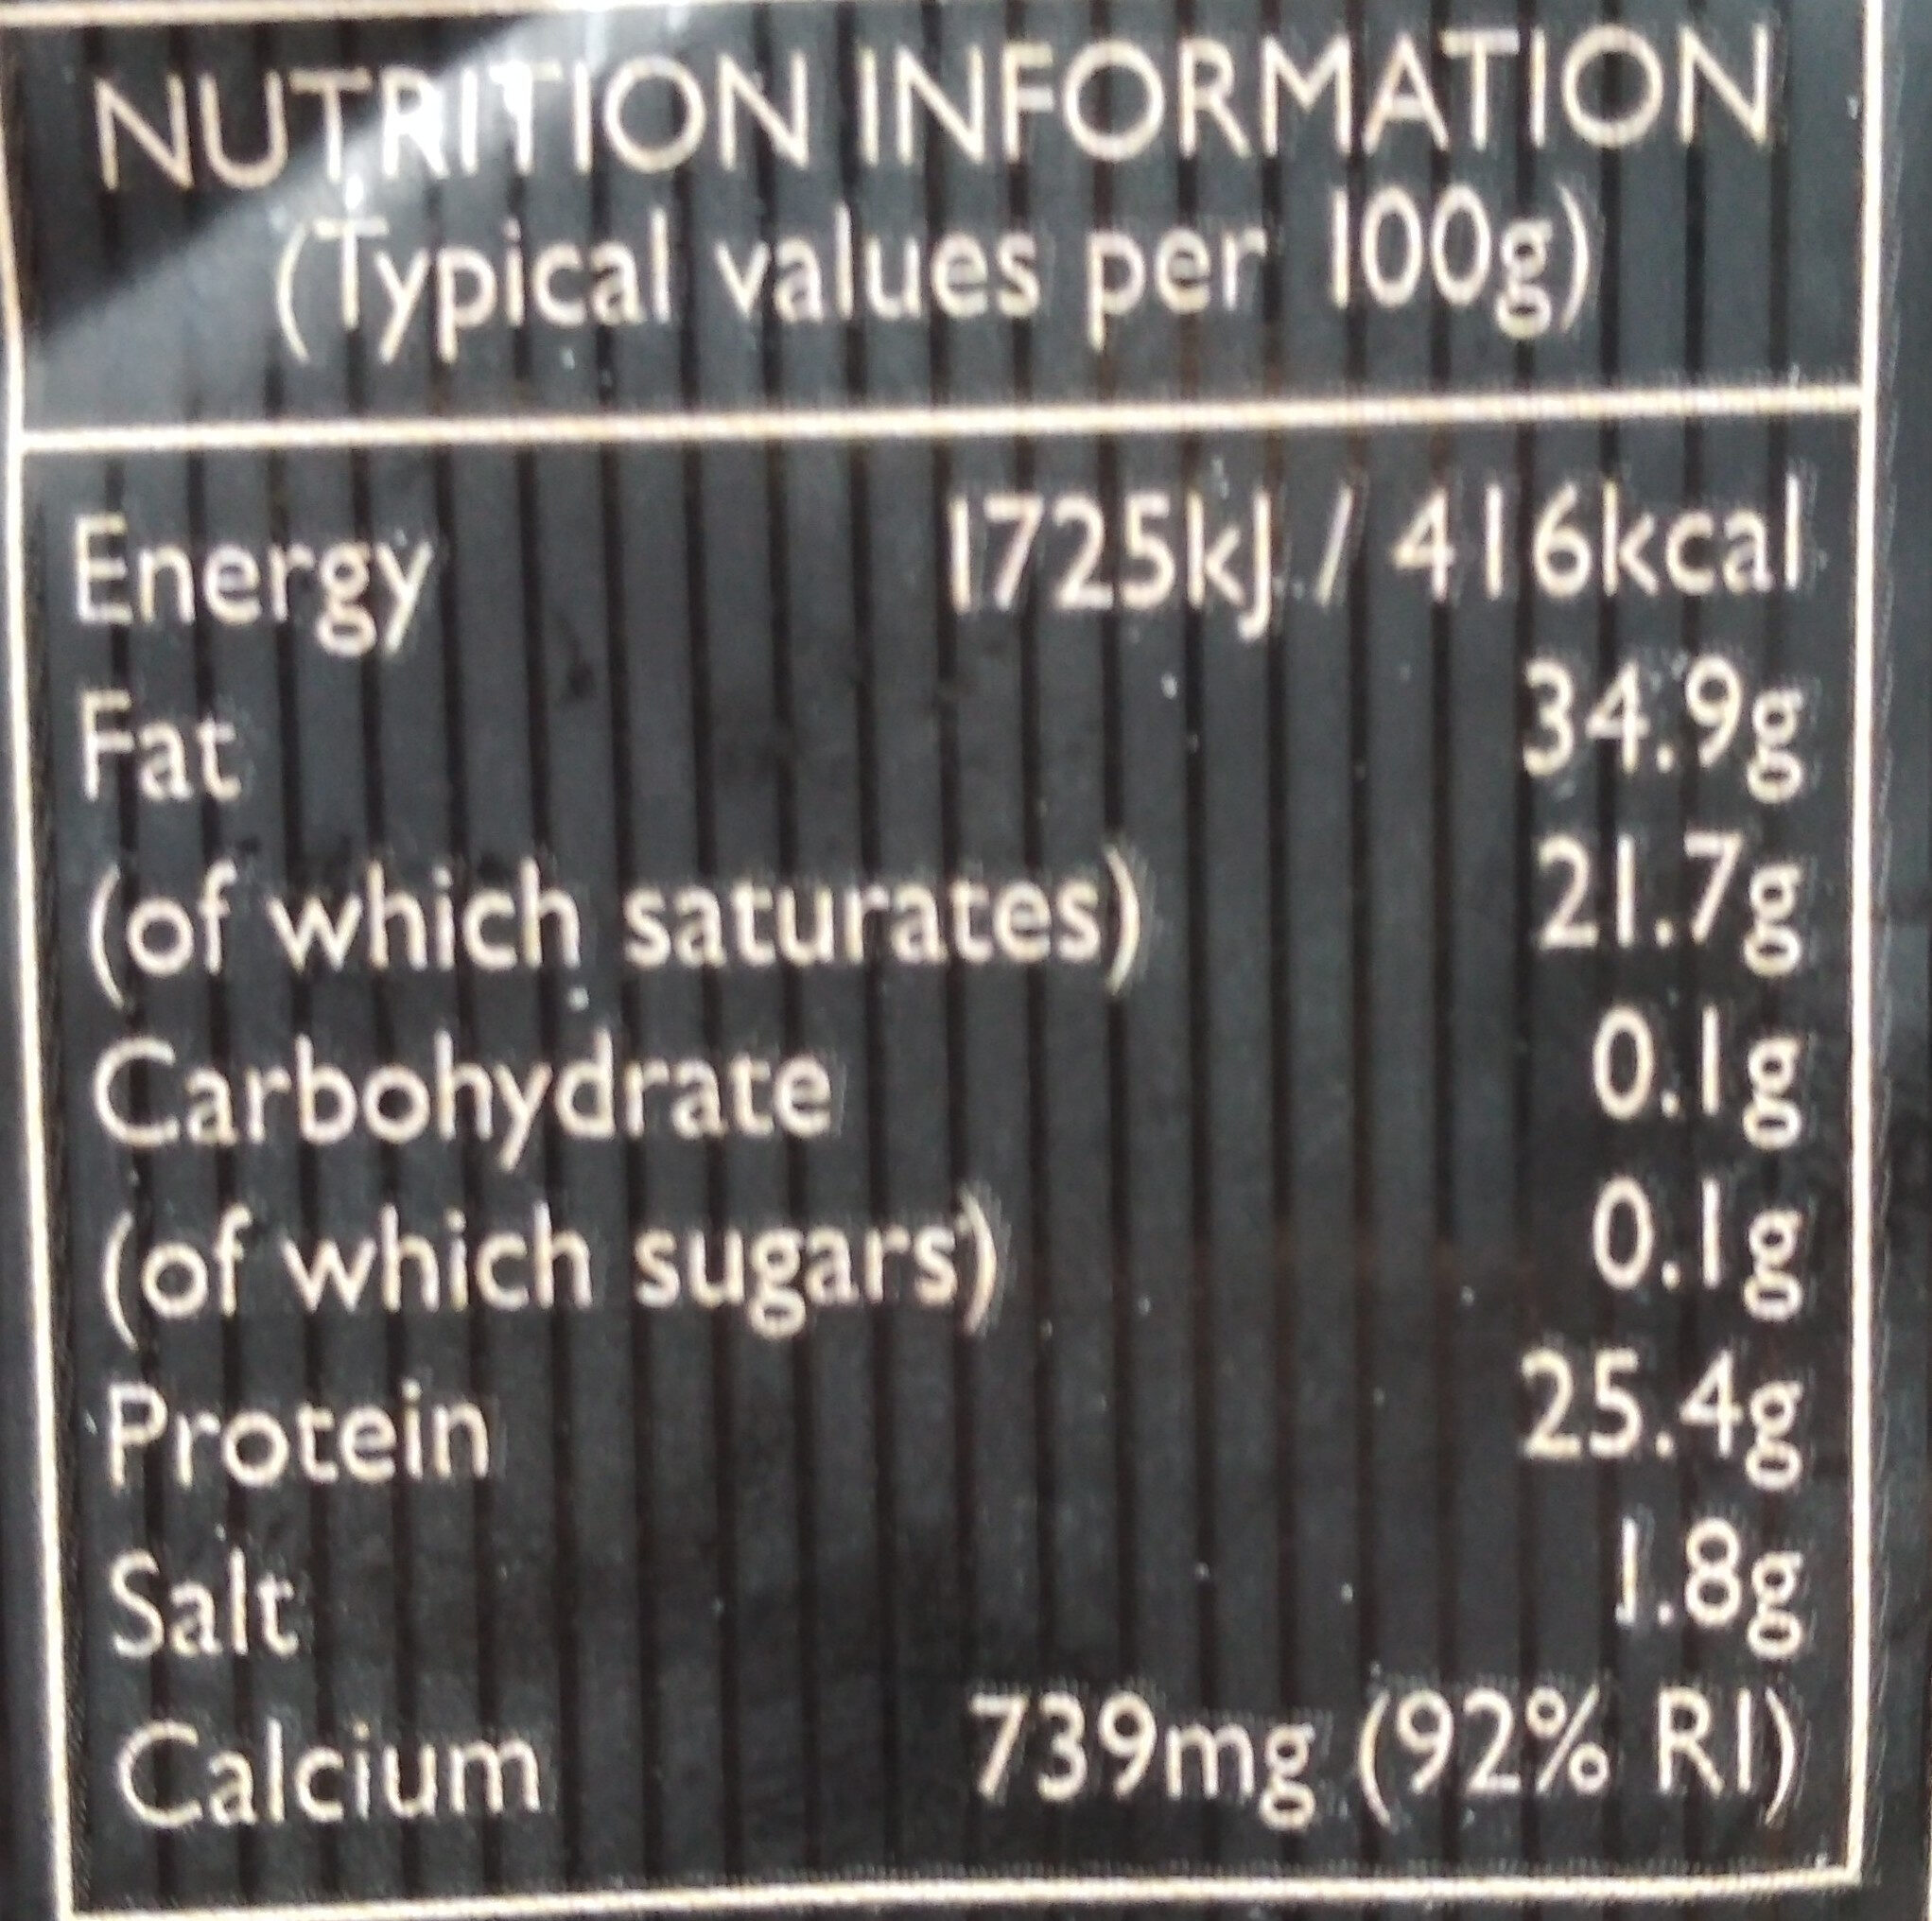 NUTRITION INFORMATION
(Typical values per 100g)
Energy 1725kJ / 416kcal
Fat 34.9g
(of which saturates) 21.7g
Carbohydrate 0.1g
(of which sugars) 0.1g
Protein 25.4g
Salt 1.8g
Calcium 739mg (92% RI)